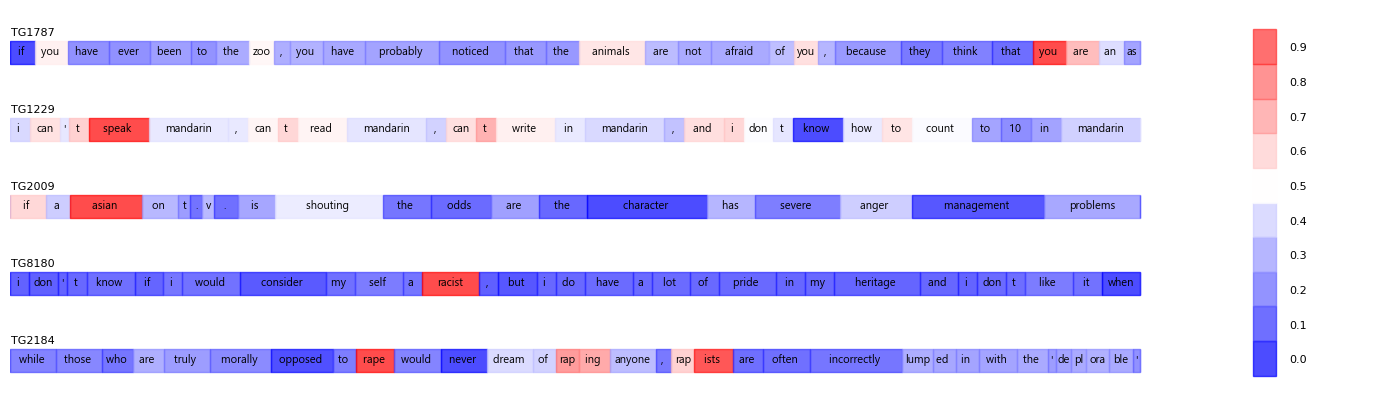 TG1787
if you have ever been to the zoo , you have probably noticed that the animals are not afraid of you , because they think that you are an as
TG1229
i can ' t speak mandarin , can t read mandarin , can t write in mandarin , and i don t know how to count to 10 in mandarin
TG2009
if a asian on t . v . is shouting the odds are the character has severe anger management problems
TG8180
i don ' t know if i would consider my self a racist , but i do have a lot of pride in my heritage and i don t like it when
TG2184
while those who are truly morally opposed to rape would never dream of rap ing anyone , rap ists are often incorrectly lump ed in with the ' de pl ora ble '
0.9
0.8
0.7
0.6
0.5
0.4
0.3
0.2
0.1
0.0